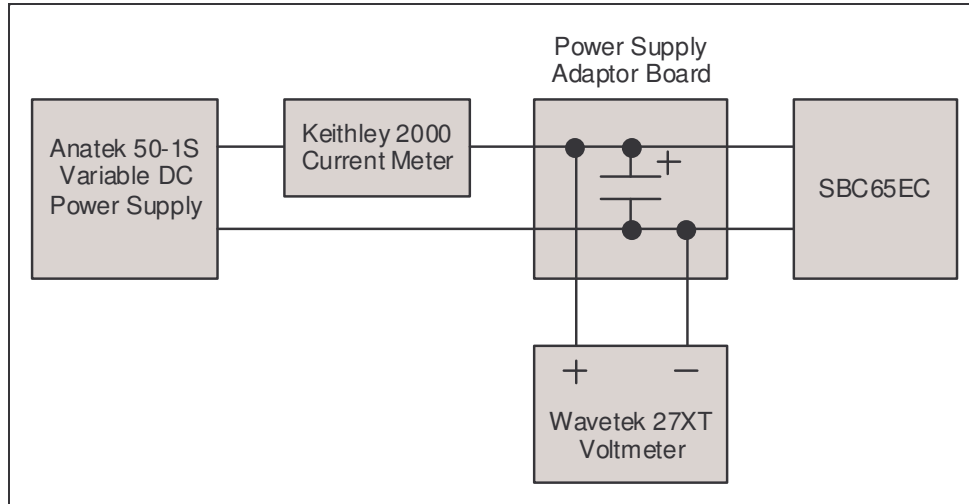 Power Supply
Adaptor Board
Anatek 50-1S
Variable DC
Power Supply
Keithley 2000
Current Meter
+
SBC65EC
+ −
Wavetek 27XT
Voltmeter